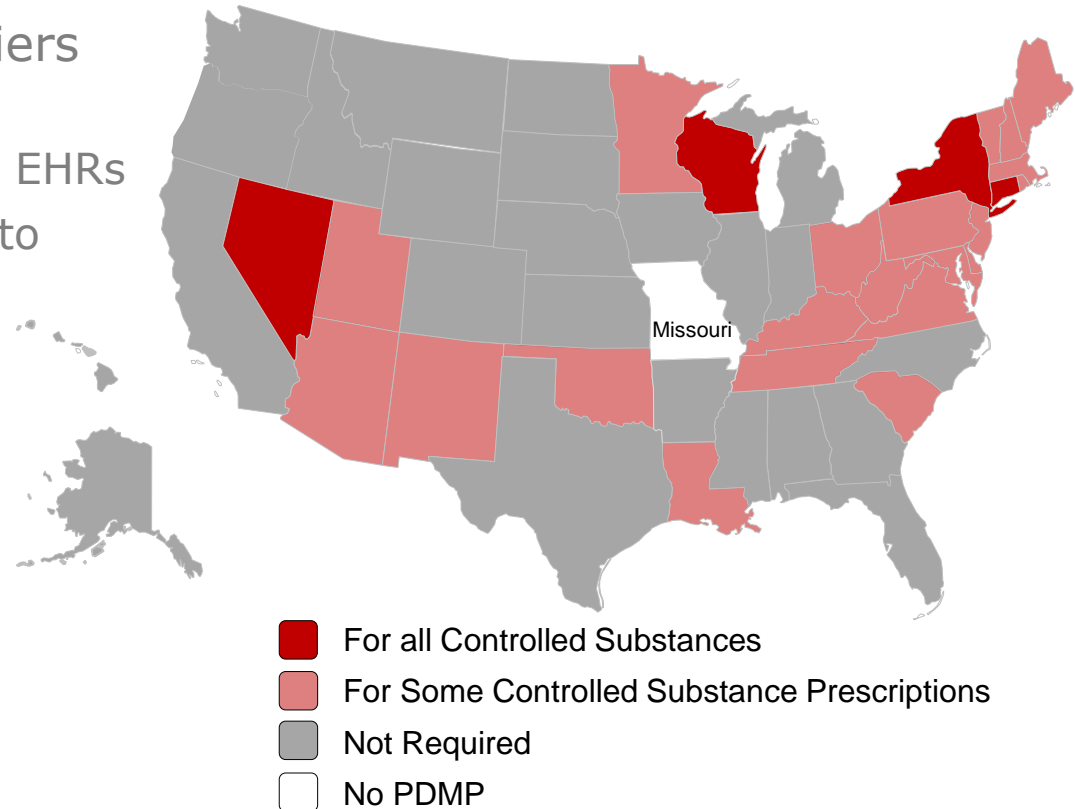 iers
EHRs
to
Missouri
For all Controlled Substances
For Some Controlled Substance Prescriptions
Not Required
No PDMP